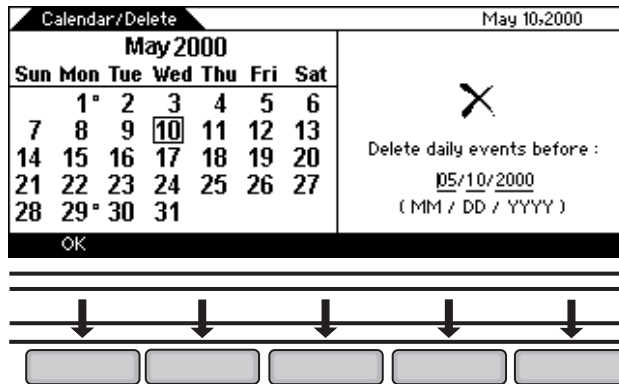 Calendar/Delete May 10,2000
May 2000
Sun Mon Tue Wed Thu Fri Sat
1 2 3 4 5 6
7 8 9 10 11 12 13
14 15 16 17 18 19 20
21 22 23 24 25 26 27
28 29 30 31
Delete daily events before :
05/10/2000
( MM / DD / YYYY )
OK